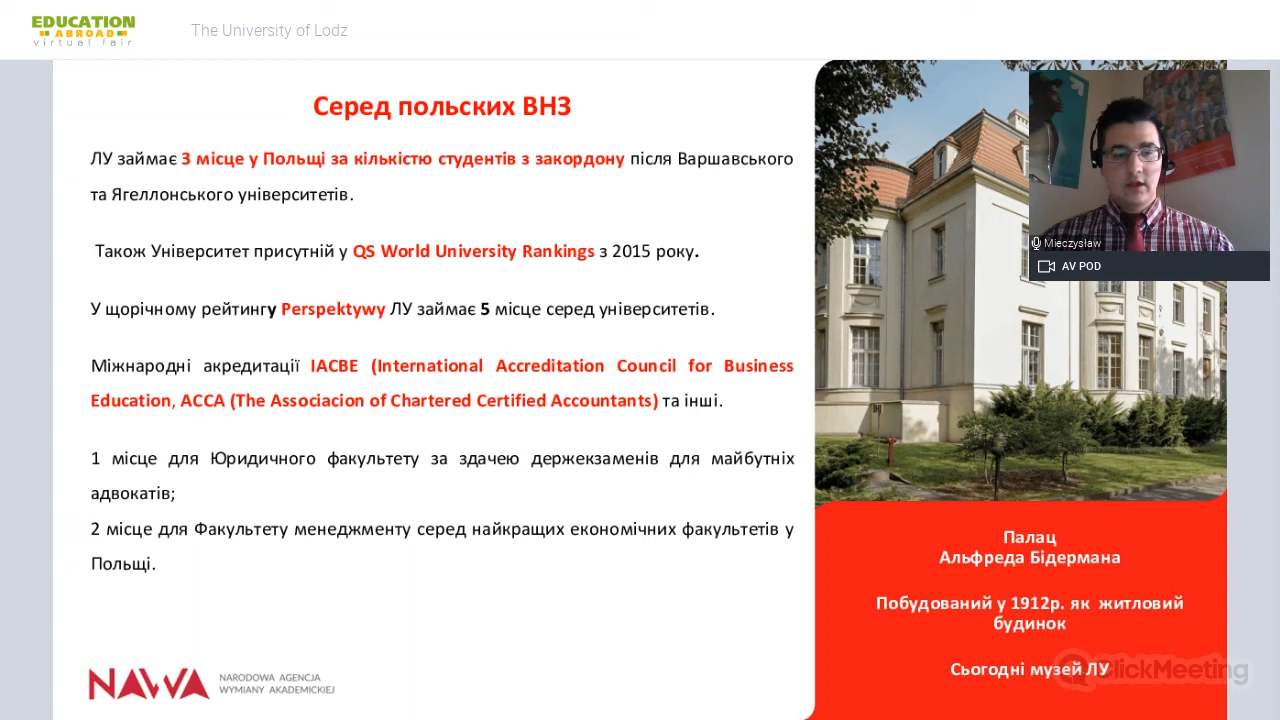 EDUCATION
ABROAD
virtual fair
The University of Lodz
Серед польских ВНЗ
ЛУ займає 3 місце у Польщі за кількістю студентів з закордону після Варшавського
та Ягеллонського університетів.
Також Університет присутній у QS World University Rankings з 2015 року.
У щорічному рейтингу Perspektywy ЛУ займає 5 місце серед університетів.
Міжнародні акредитації IACBE (International Accreditation Council for Business
Education, ACCA (The Associacion of Chartered Certified Accountants) та інші.
1 місце для Юридичного факультету за здачею держекзаменів для майбутніх
адвокатів;
2 місце для Факультету менеджменту серед найкращих економічних факультетів у
Польщі.
NAWA
NARODOWA AGENCJA
WYMIANY AKADEMICKIEJ
Mieczysław
AV POD
Палац
Альфреда Бідермана
Побудований у 1912р. як житловий
будинок
Сьогодні музей ЛУ
ClickMeeting